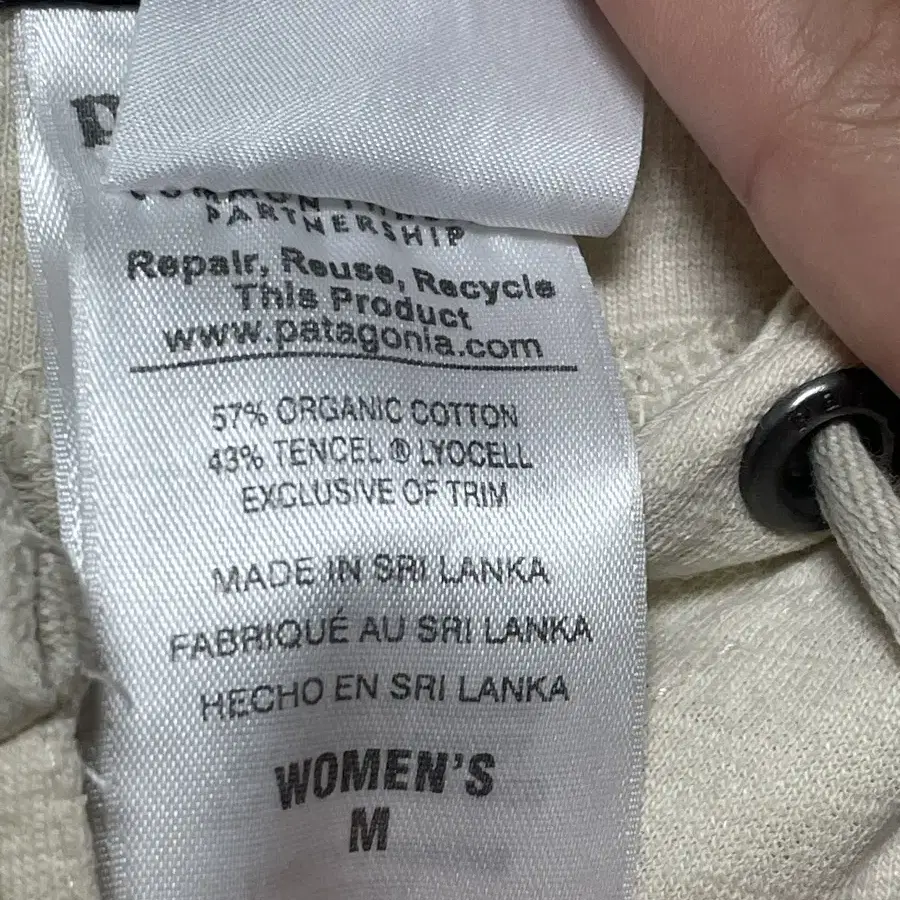 PARTNERSHIP
Repair, Reuse, Recycle
This Product
www.patagonia.com
57% ORGANIC COTTON
43% TENCEL ® LYOCELL
EXCLUSIVE OF TRIM
MADE IN SRI LANKA
FABRIQUÉ AU SRI LANKA
HECHO EN SRI LANKA
WOMEN'S
M